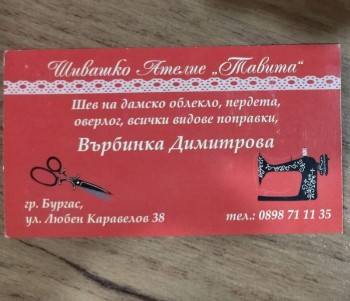 Шивашко Ателие „Тавита“
Шев на дамско облекло, пердета,
оверлог, всички видове поправки,
Върбинка Димитрова
гр. Бургас,
ул. Любен Каравелов 38
тел.: 0898 71 11 35